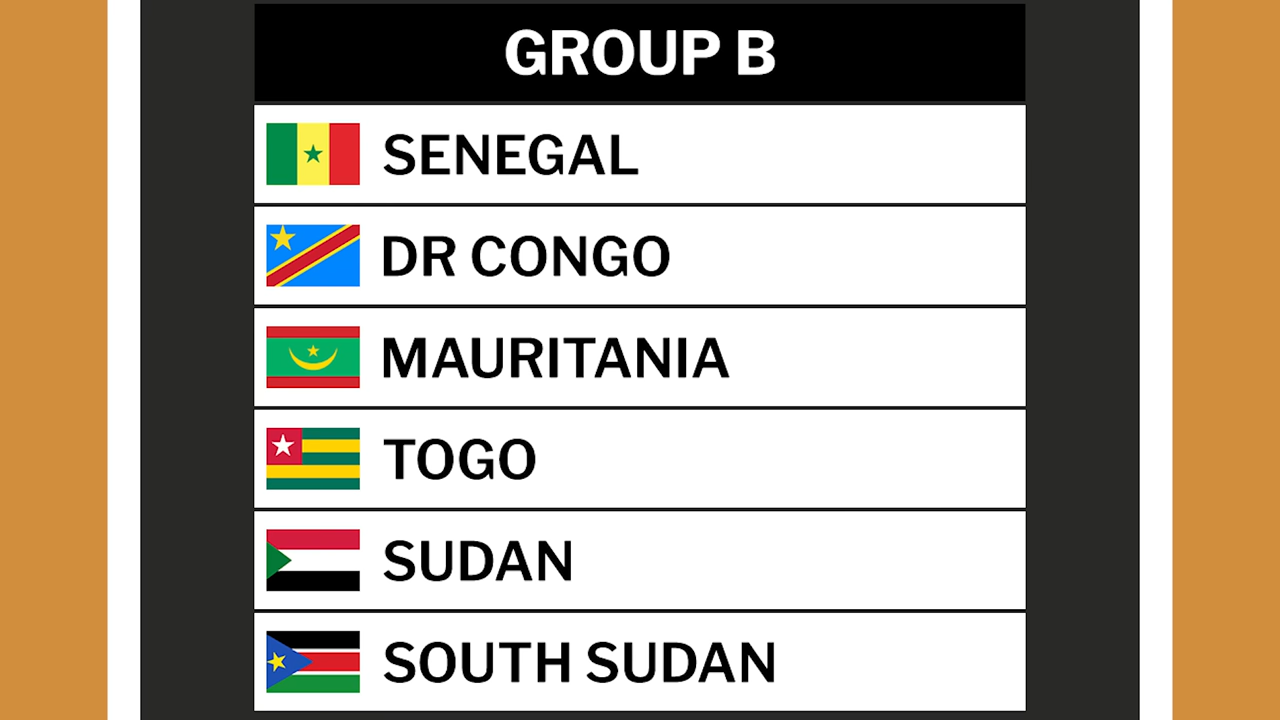 GROUP B
SENEGAL
DR CONGO
MAURITANIA
TOGO
SUDAN
SOUTH SUDAN